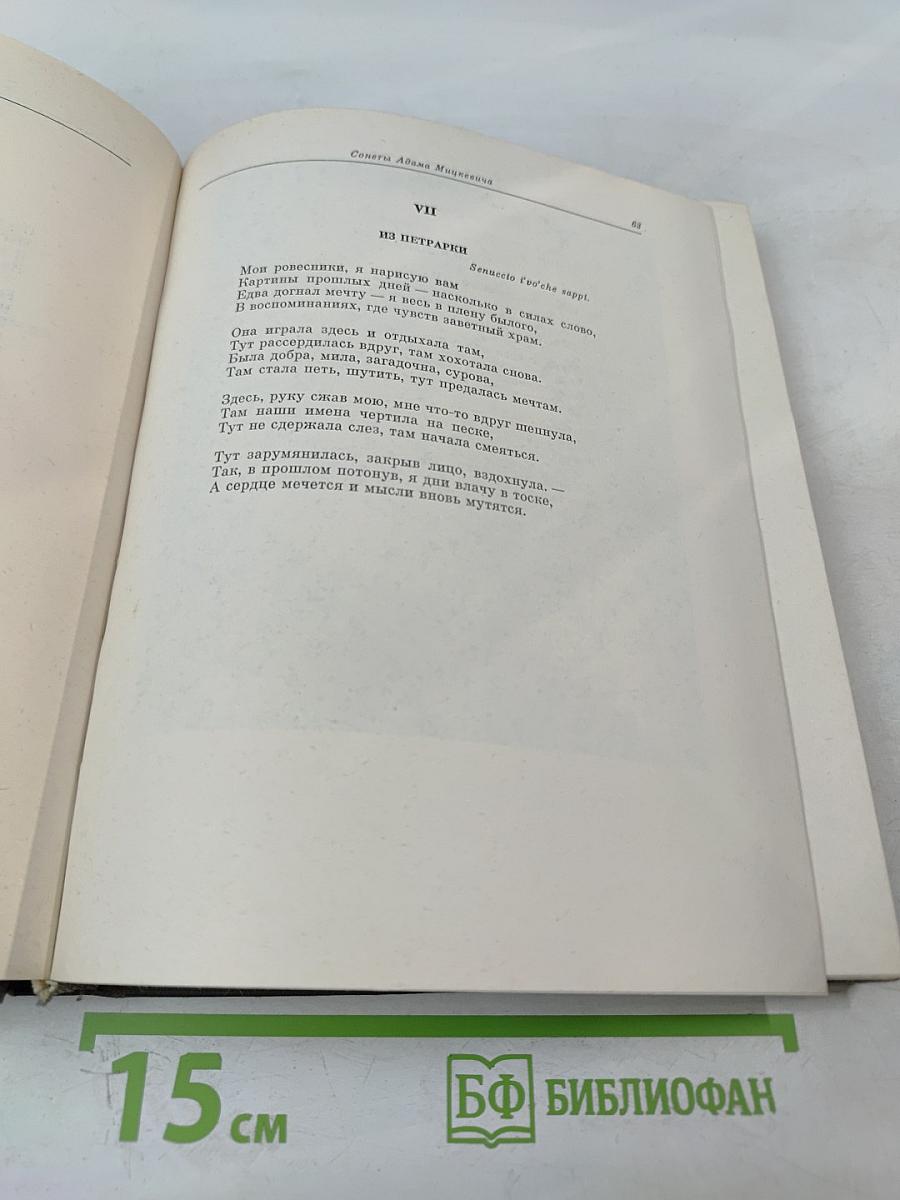 Сонеты Адама Мицкевича
63
VII
ИЗ ПЕТРАРКИ
Senuccio i'vo'che sappi.
Мои ровесники, я нарисую вам
Картины прошлых дней — насколько в силах слово,
Едва догнал мечту — я весь в плену былого,
В воспоминаниях, где чувств заветный храм.
Она играла здесь и отдыхала там,
Тут рассердилась вдруг, там хохотала снова.
Была добра, мила, загадочна, сурова,
Там стала петь, шутить, тут предалась мечтам.
Здесь, руку сжав мою, мне что-то вдруг шепнула,
Там наши имена чертила на песке,
Тут не сдержала слез, там начала смеяться.
Тут зарумянилась, закрыв лицо, вздохнула. —
Так, в прошлом потонув, я дни влачу в тоске,
А сердце мечется и мысли вновь мутятся.
15 см
БФ БИБЛИОФАН